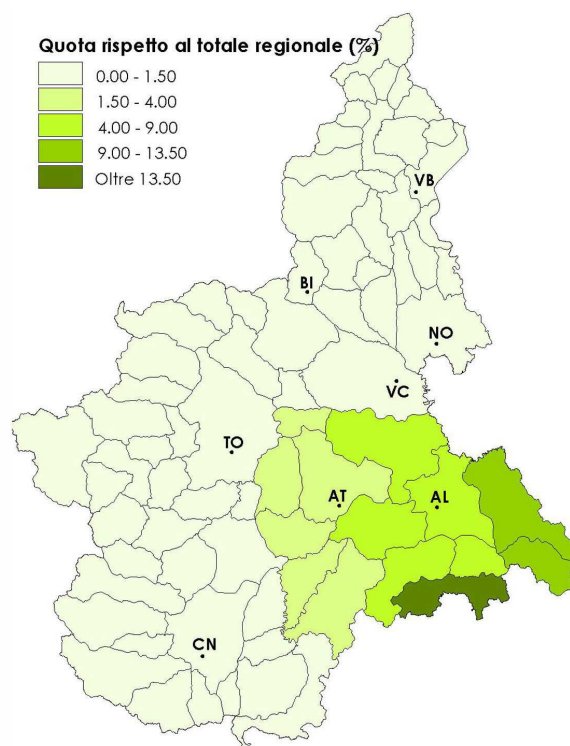 Quota rispetto al totale regionale (%)
0.00 - 1.50
1.50 - 4.00
4.00 - 9.00
9.00 - 13.50
Oltre 13.50
VB
BI
NO
VC
TO
AT
AL
CN